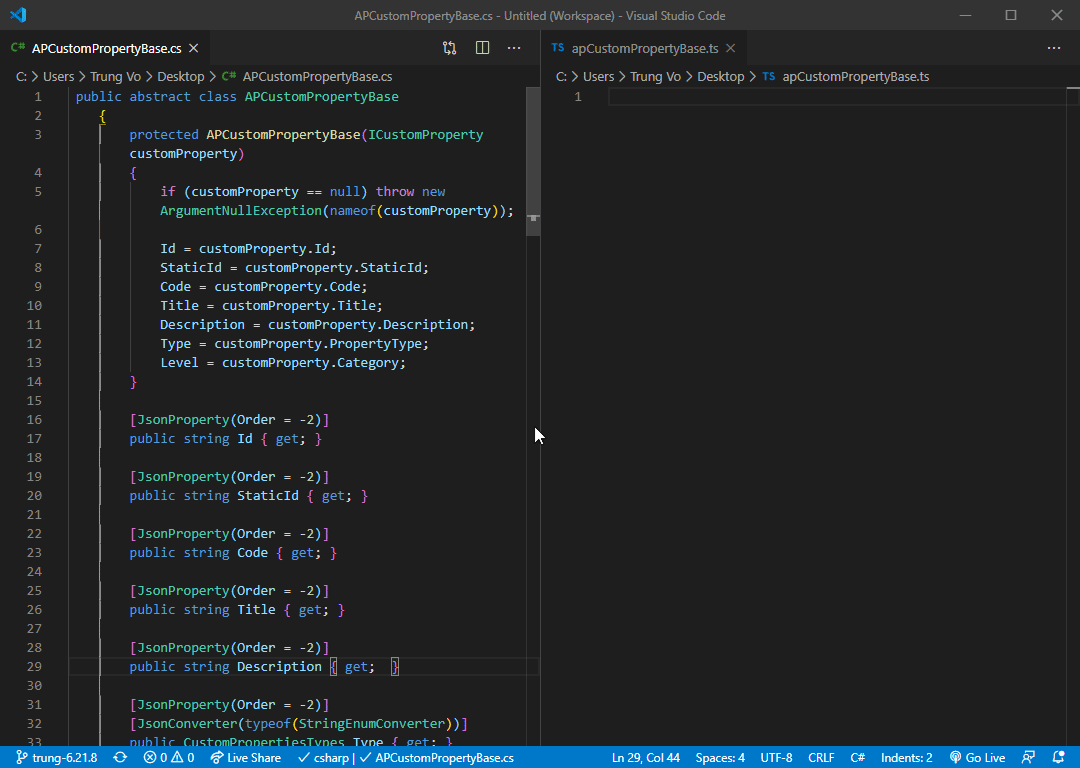 APCustomPropertyBase.cs - Untitled (Workspace) - Visual Studio Code
C# APCustomPropertyBase.cs
TS apCustomPropertyBase.ts
C: > Users > Trung Vo > Desktop > C# APCustomPropertyBase.cs
C: > Users > Trung Vo > Desktop > TS apCustomPropertyBase.ts
1 public abstract class APCustomPropertyBase
2 {
3 protected APCustomPropertyBase(ICustomProperty
customProperty)
4 {
5 if (customProperty == null) throw new
ArgumentNullException(nameof(customProperty));
6
7 Id = customProperty.Id;
8 StaticId = customProperty.StaticId;
9 Code = customProperty.Code;
10 Title = customProperty.Title;
11 Description = customProperty.Description;
12 Type = customProperty.PropertyType;
13 Level = customProperty.Category;
14 }
15
16 [JsonProperty(Order = -2)]
17 public string Id { get; }
18
19 [JsonProperty(Order = -2)]
20 public string StaticId { get; }
21
22 [JsonProperty(Order = -2)]
23 public string Code { get; }
24
25 [JsonProperty(Order = -2)]
26 public string Title { get; }
27
28 [JsonProperty(Order = -2)]
29 public string Description { get;  }
30
31 [JsonProperty(Order = -2)]
32 [JsonConverter(typeof(StringEnumConverter))]
33 public CustomPropertiesTypes Type { get; }
1
trung-6.21.8 0 0 Live Share csharp | APCustomPropertyBase.cs Ln 29, Col 44 Spaces: 4 UTF-8 CRLF C# Indents: 2 Go Live